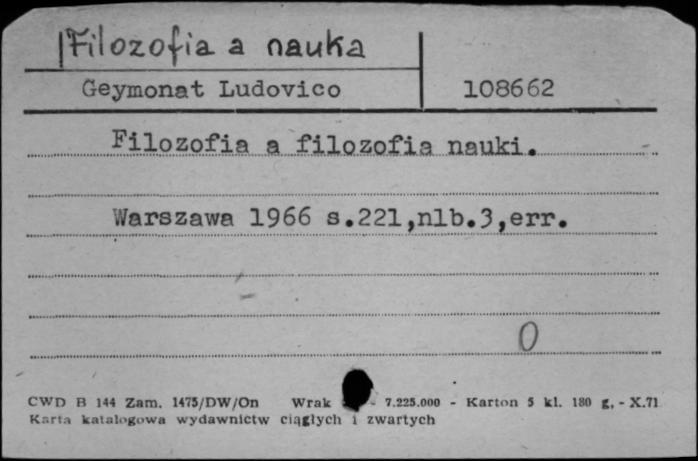 Filozofia a nauka
Geymonat Ludovico 108662
Filozofia a filozofia nauki.
Warszawa 1966 s.221,nlb.3,err.
0
CWD B 144 Zam. 1475/DW/On Wrak - 7.225.000 - Karton 5 kl. 180 g. - X.71
Karta katalogowa wydawnictw ciągłych i zwartych